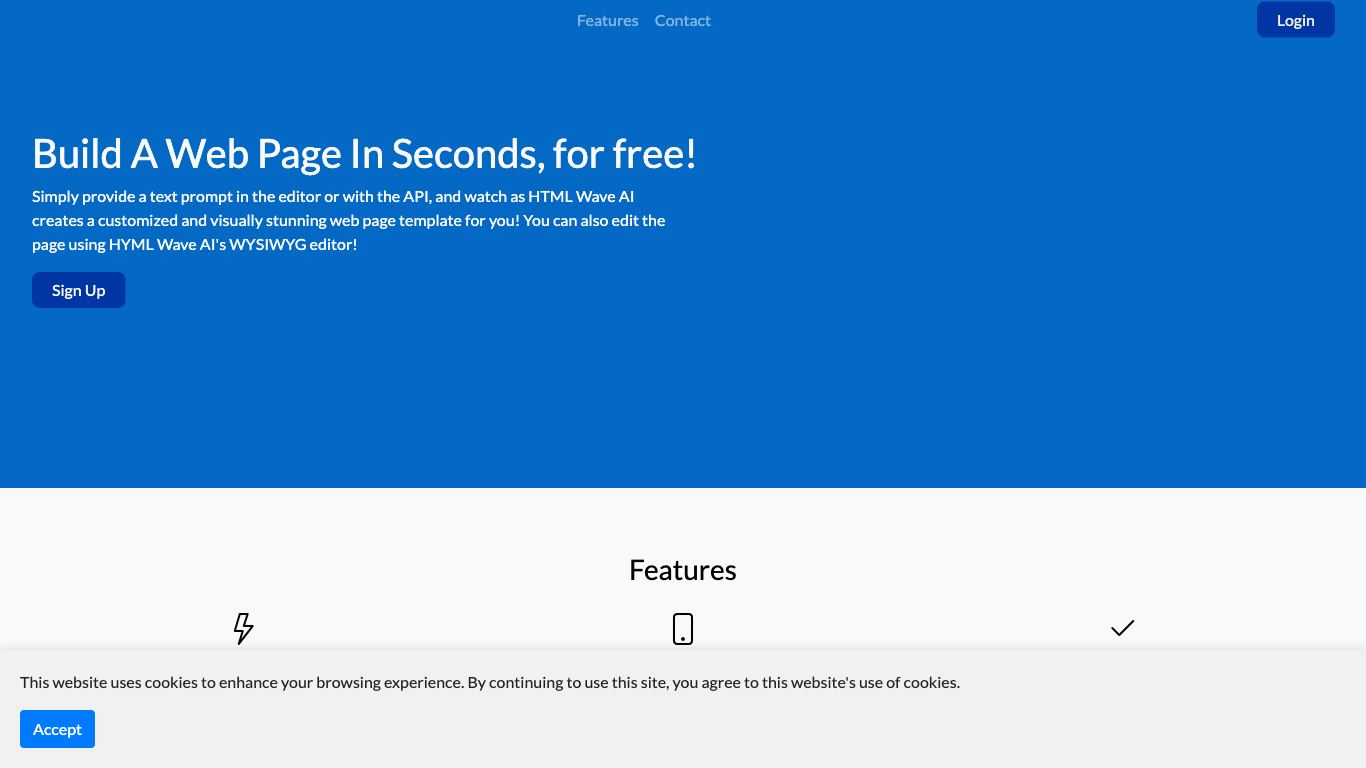 Features Contact Login
Build A Web Page In Seconds, for free!
Simply provide a text prompt in the editor or with the API, and watch as HTML Wave AI
creates a customized and visually stunning web page template for you! You can also edit the
page using HYML Wave AI's WYSIWYG editor!
Sign Up
Features
This website uses cookies to enhance your browsing experience. By continuing to use this site, you agree to this website's use of cookies.
Accept